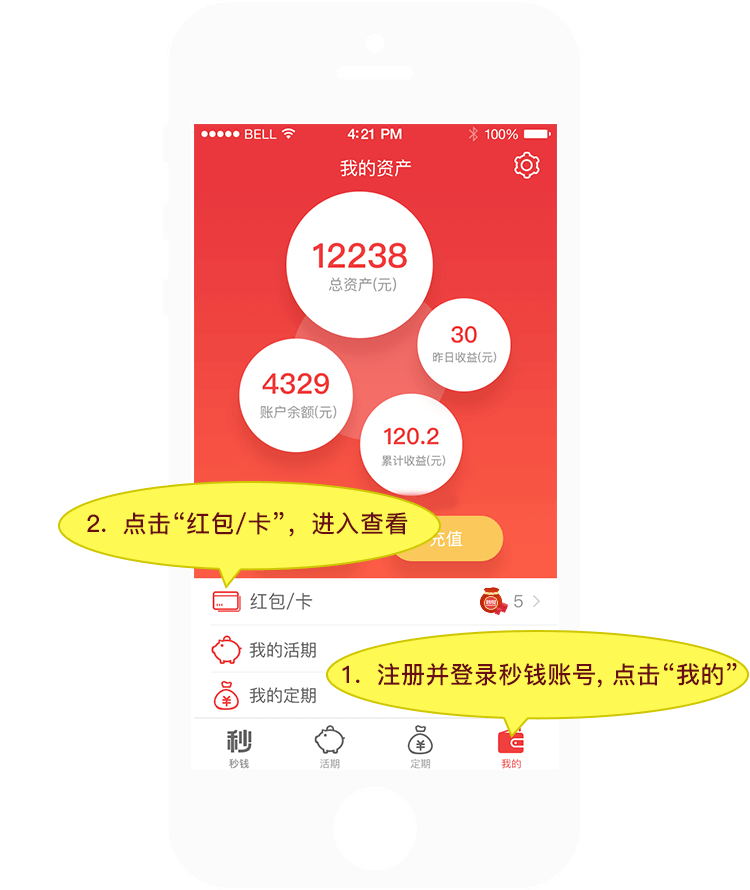 BELL
4:21 PM
100%
我的资产
12238
总资产(元)
30
昨日收益(元)
4329
账户余额(元)
120.2
累计收益(元)
2. 点击“红包/卡”，进入查看
充值
红包/卡
5
我的活期
1. 注册并登录秒钱账号, 点击“我的”
我的定期
秒
秒钱
活期
定期
我的